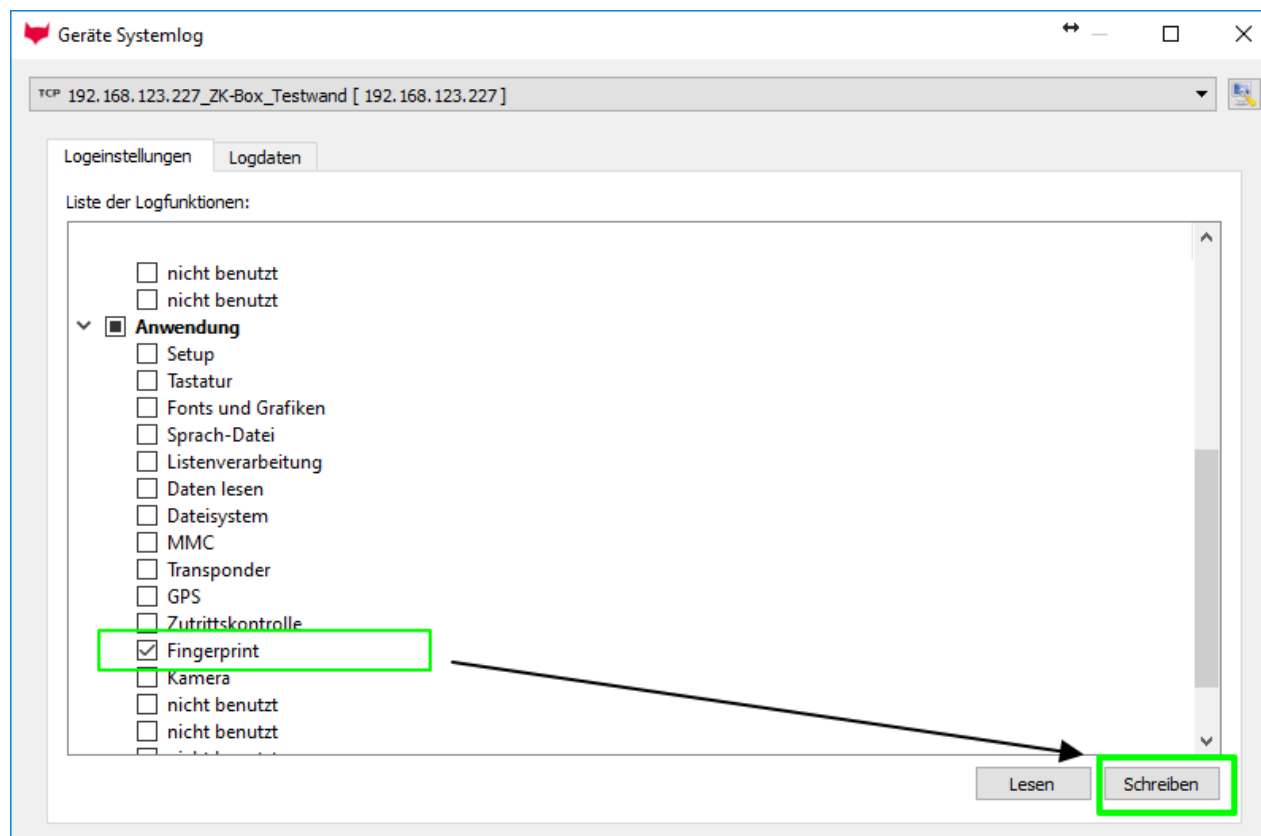 Geräte Systemlog
TCP 192.168.123.227_ZK-Box_Testwand [ 192.168.123.227 ]
Logeinstellungen Logdaten
Liste der Logfunktionen:
nicht benutzt
nicht benutzt
Anwendung
Setup
Tastatur
Fonts und Grafiken
Sprach-Datei
Listenverarbeitung
Daten lesen
Dateisystem
MMC
Transponder
GPS
Zutrittskontrolle
Fingerprint
Kamera
nicht benutzt
nicht benutzt
Lesen Schreiben